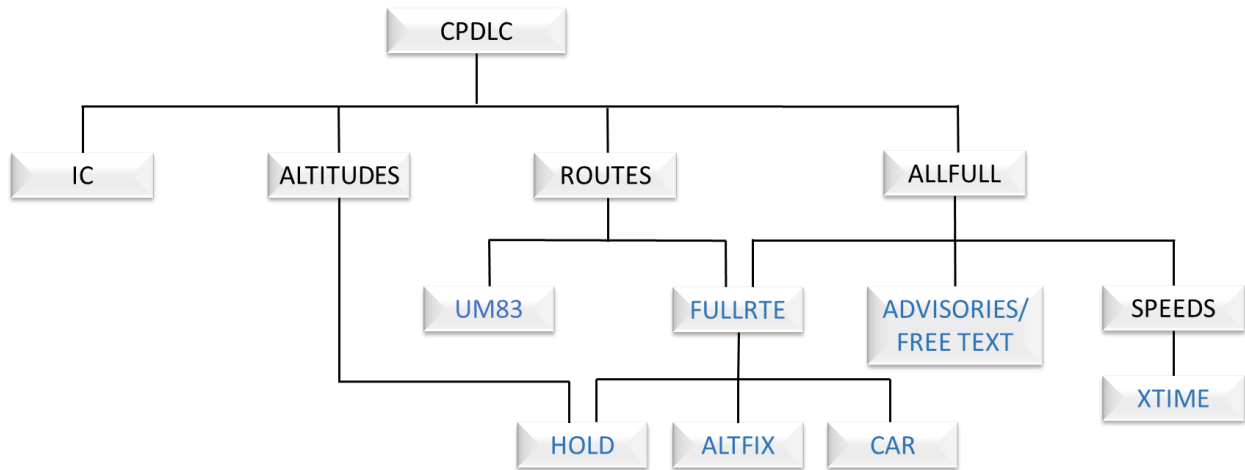 CPDLC
IC
ALTITUDES
ROUTES
ALLFULL
UM83
FULLRTE
ADVISORIES/
FREE TEXT
SPEEDS
XTIME
HOLD
ALTFIX
CAR